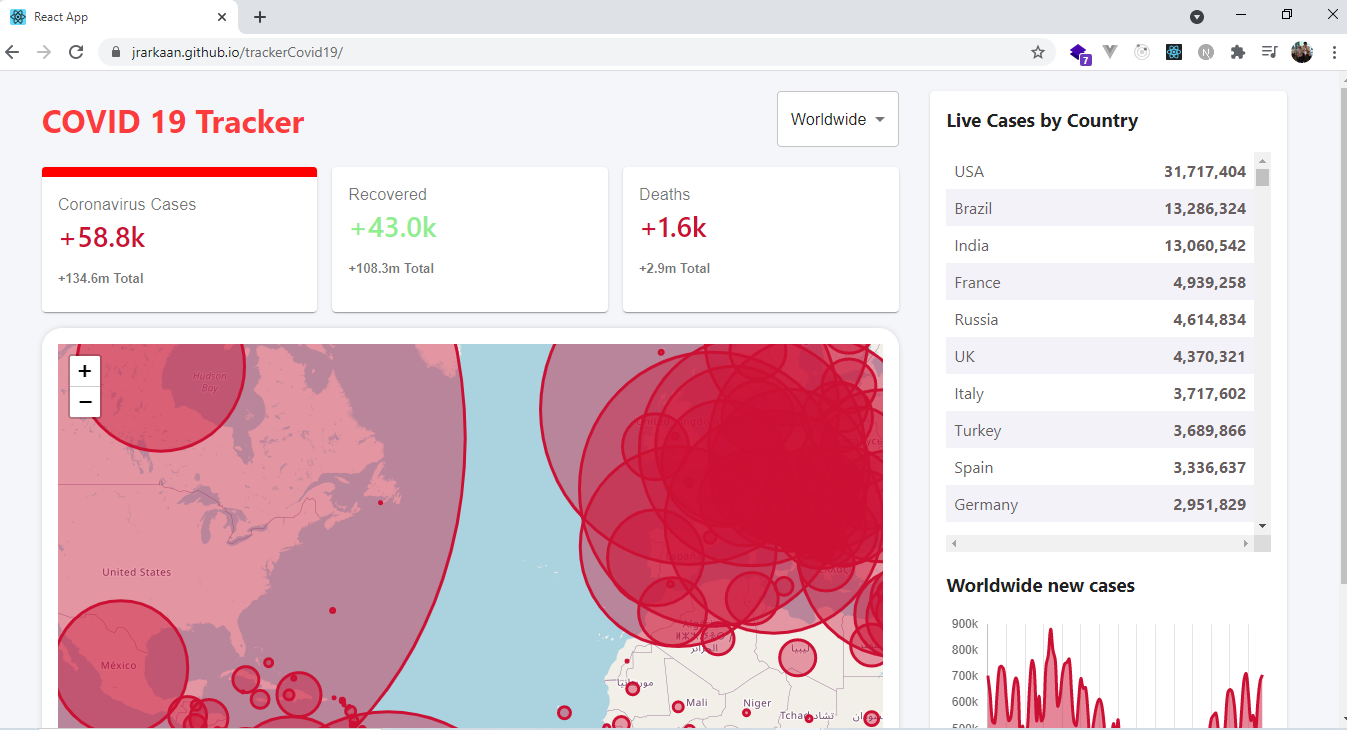 React App
jrarkaan.github.io/trackerCovid19/
7
N
COVID 19 Tracker
Worldwide
Coronavirus Cases
+58.8k
+134.6m Total
Recovered
+43.0k
+108.3m Total
Deaths
+1.6k
+2.9m Total
+
−
Hudson
Bay
United States
México
ليبيا
Mali
Niger
Tchad تشاد
Live Cases by Country
USA 31,717,404
Brazil 13,286,324
India 13,060,542
France 4,939,258
Russia 4,614,834
UK 4,370,321
Italy 3,717,602
Turkey 3,689,866
Spain 3,336,637
Germany 2,951,829
Worldwide new cases
900k
800k
700k
600k
500k